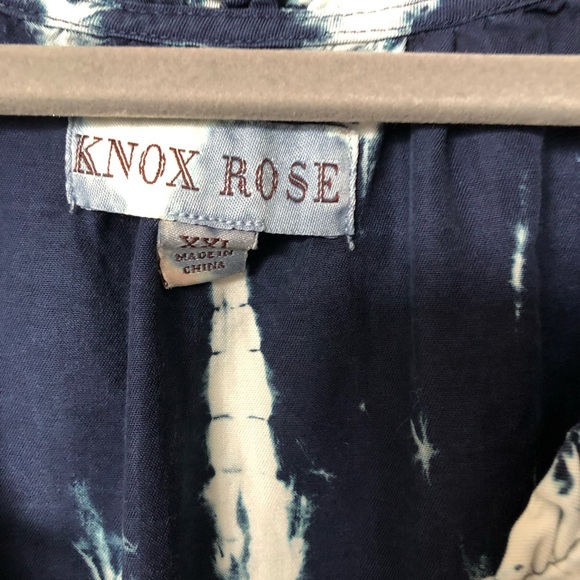 KNOX ROSE
XXL
MADE IN
CHINA